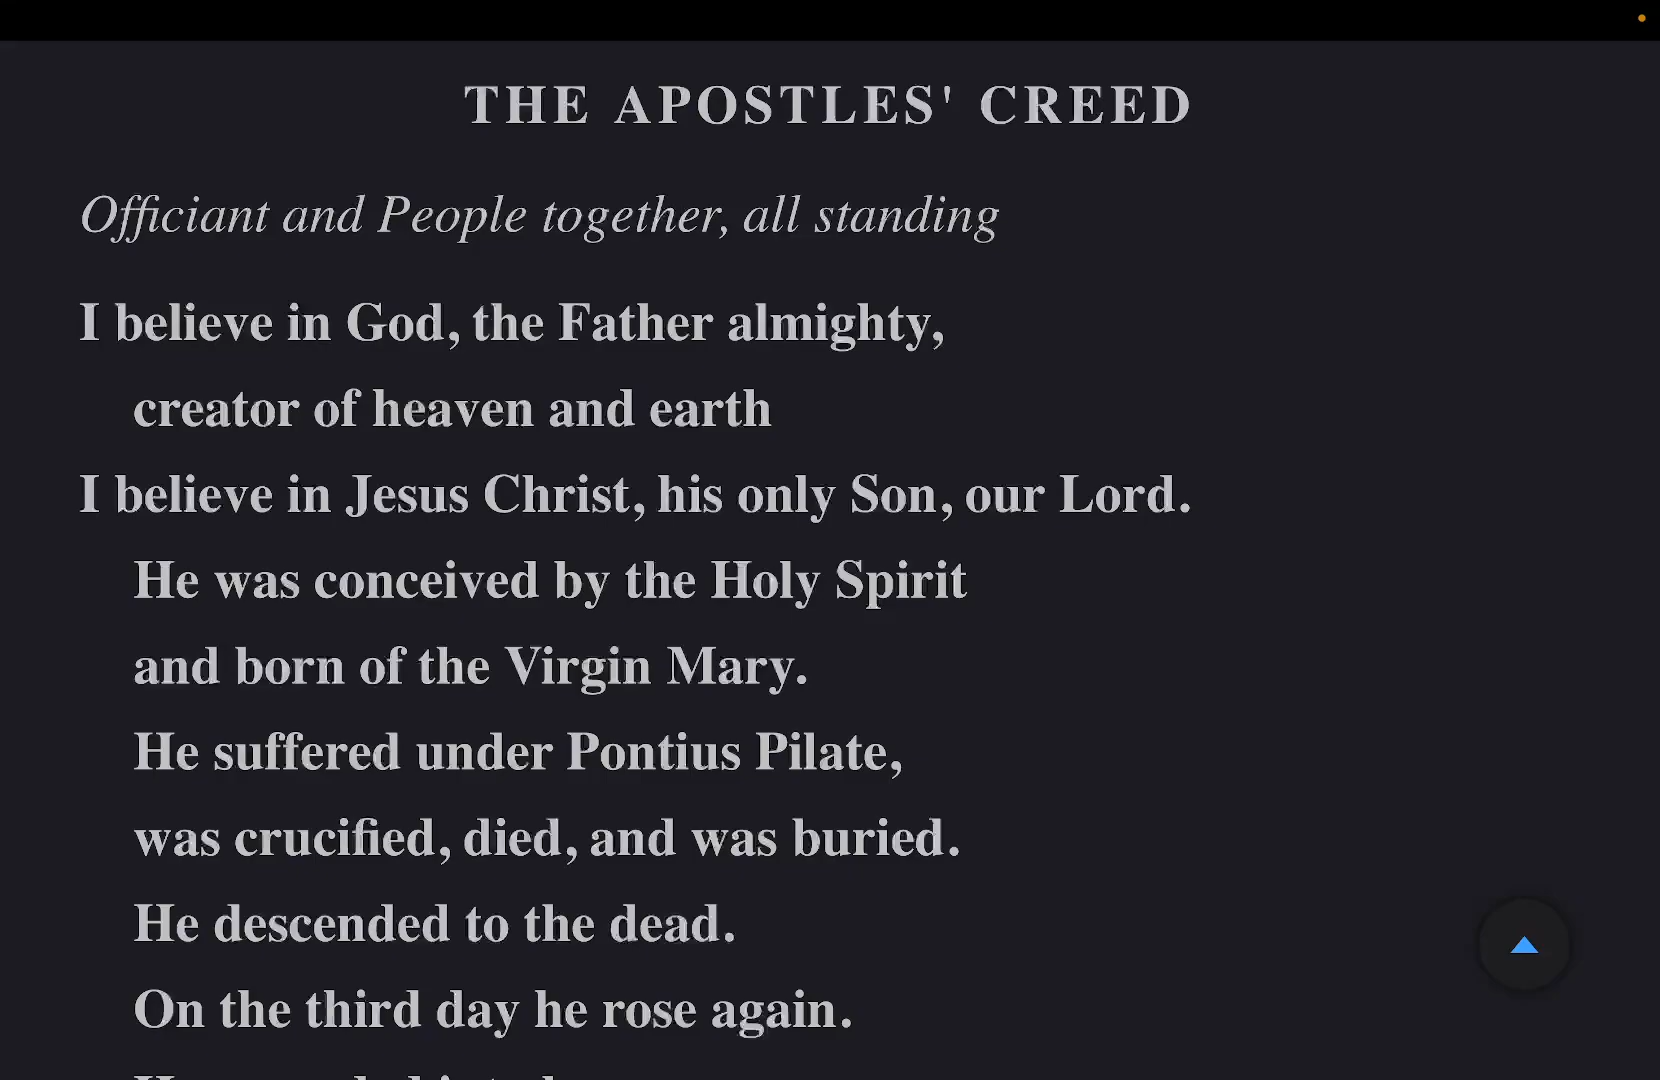 THE APOSTLES' CREED
Officiant and People together, all standing
I believe in God, the Father almighty,
creator of heaven and earth
I believe in Jesus Christ, his only Son, our Lord.
He was conceived by the Holy Spirit
and born of the Virgin Mary.
He suffered under Pontius Pilate,
was crucified, died, and was buried.
He descended to the dead.
On the third day he rose again.